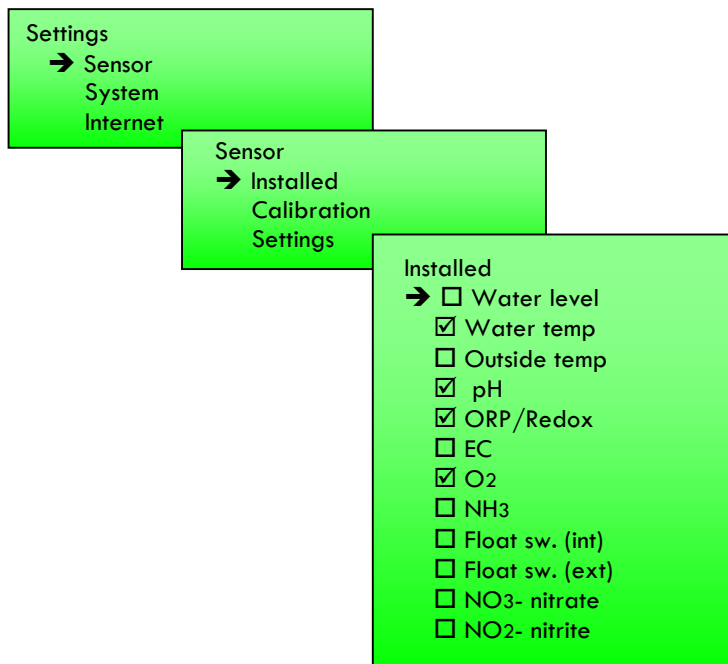 Settings
➔ Sensor
System
Internet
Sensor
➔ Installed
Calibration
Settings
Installed
➔ ☐ Water level
☑ Water temp
☐ Outside temp
☑ pH
☑ ORP/Redox
☐ EC
☑ O2
☐ NH3
☐ Float sw. (int)
☐ Float sw. (ext)
☐ NO3- nitrate
☐ NO2- nitrite